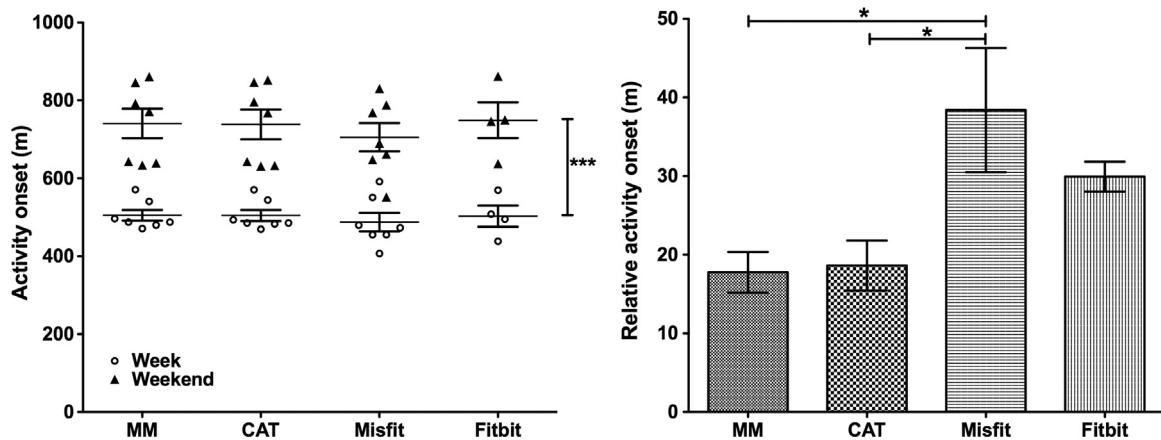 Activity onset (m)
1000
800
600
400
200
0
***
Week
Weekend
MM CAT Misfit Fitbit
Relative activity onset (m)
50
40
30
20
10
0
*
*
MM CAT Misfit Fitbit